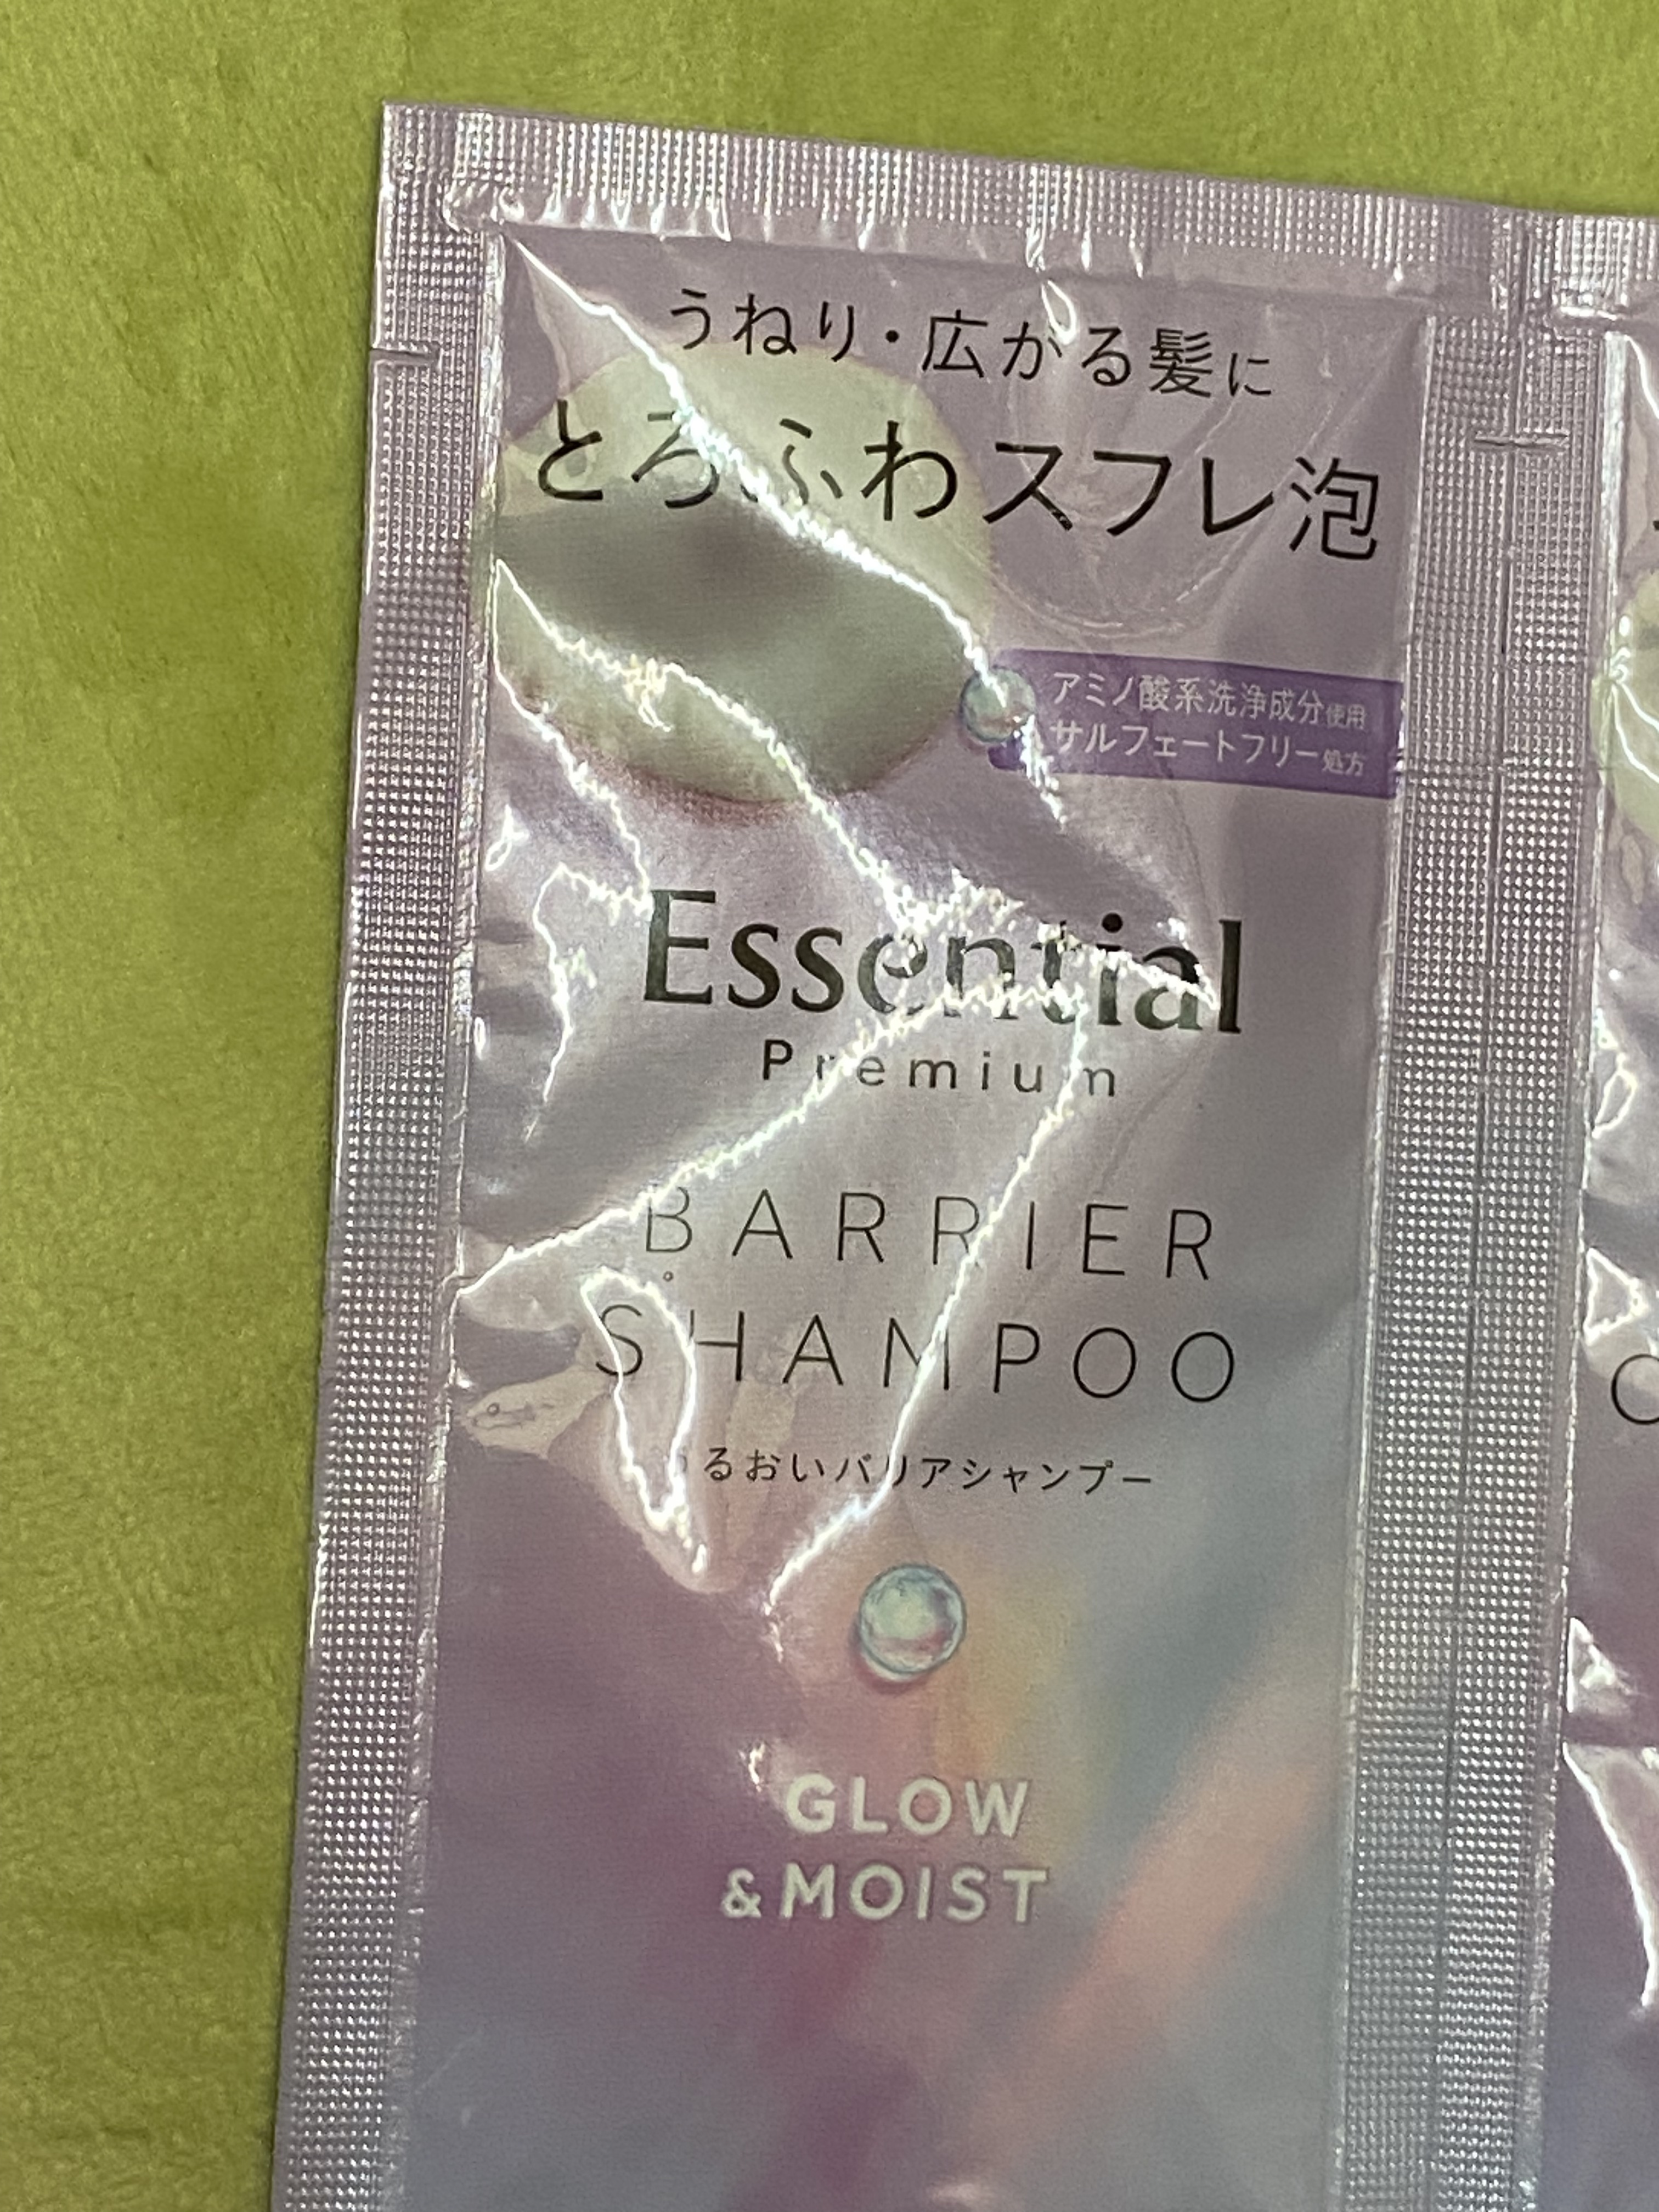 うねり・広がる髪に
とろふわスフレ泡
アミノ酸系洗浄成分使用
サルフェートフリー処方
Essential
Premium
BARRIER
SHAMPOO
うるおいバリアシャンプー
GLOW
&MOIST